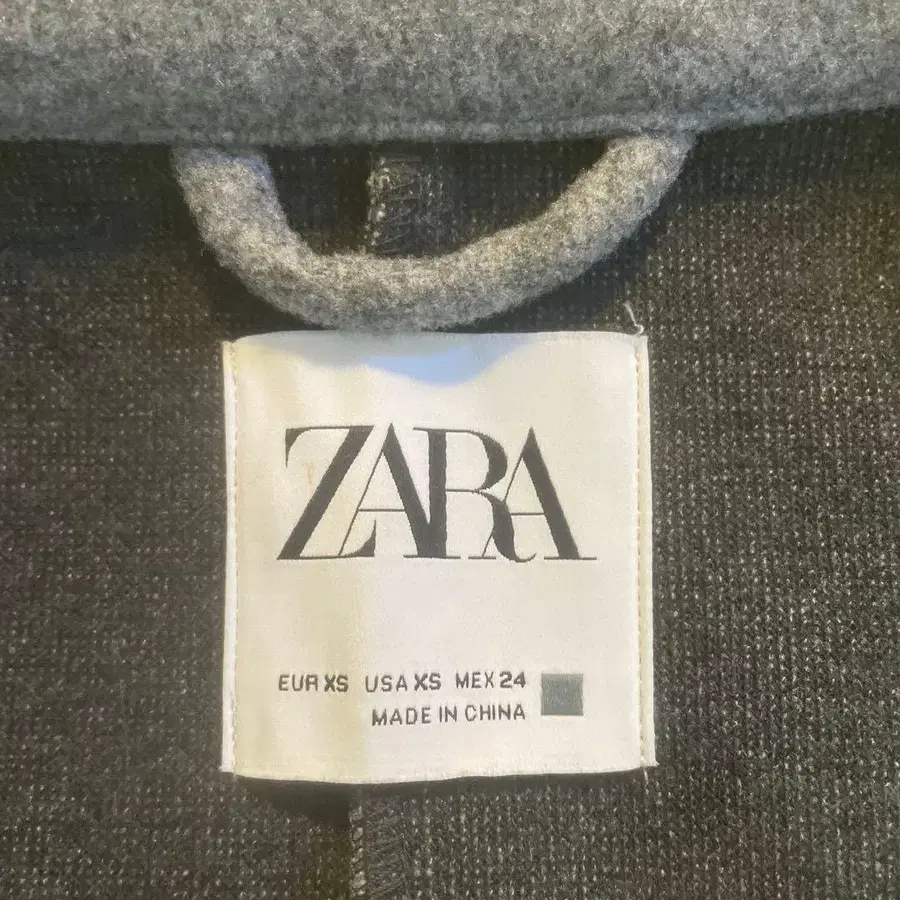 ZARA
EUR XS USA XS MEX 24
MADE IN CHINA